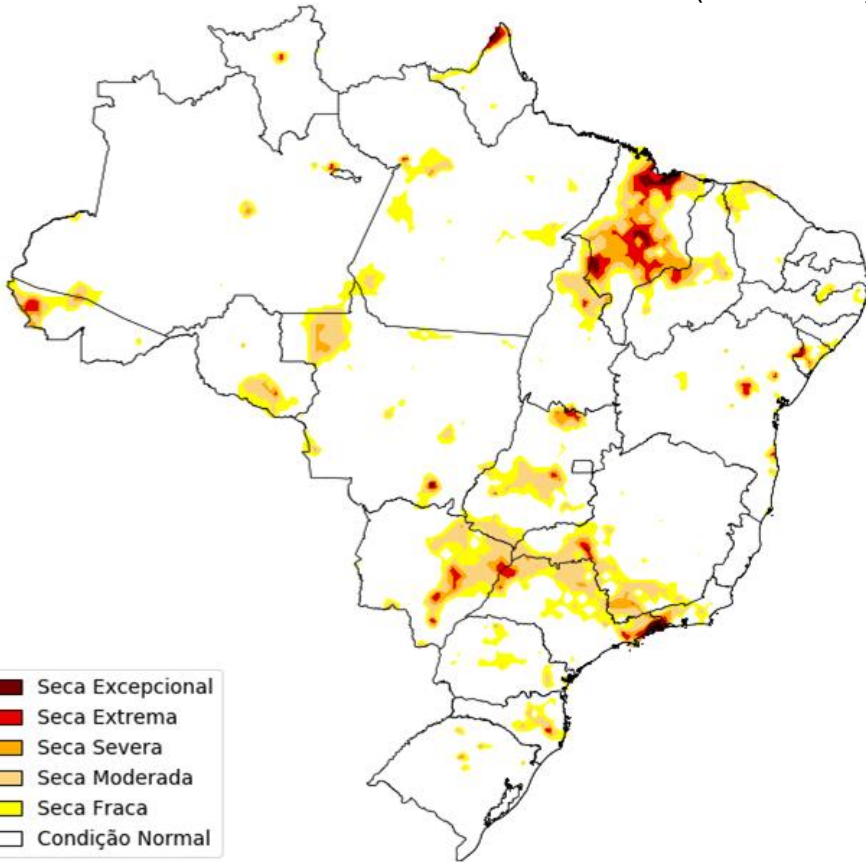 Seca Excepcional
Seca Extrema
Seca Severa
Seca Moderada
Seca Fraca
Condição Normal